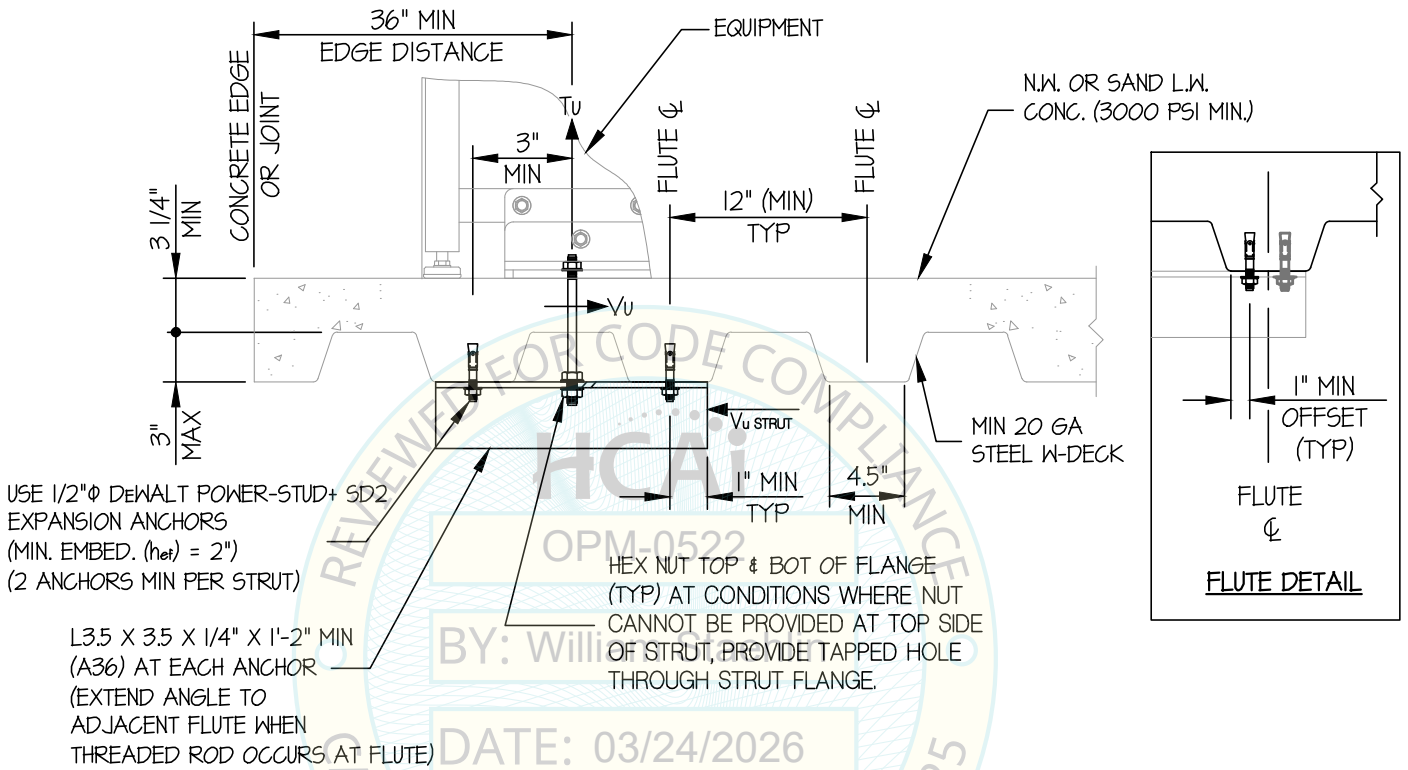 36" MIN
EDGE DISTANCE
EQUIPMENT
CONCRETE EDGE
OR JOINT
Tu
3"
MIN
FLUTE ℄
FLUTE ℄
N.W. OR SAND L.W.
CONC. (3000 PSI MIN.)
12" (MIN)
TYP
3 1/4"
MIN
Vu
3"
MAX
Vu STRUT
1" MIN
TYP
4.5"
MIN
MIN 20 GA
STEEL W-DECK
1" MIN
OFFSET
(TYP)
FLUTE
℄
FLUTE DETAIL
USE 1/2"Φ DEWALT POWER-STUD+ SD2
EXPANSION ANCHORS
(MIN. EMBED. (hef) = 2")
(2 ANCHORS MIN PER STRUT)
HEX NUT TOP & BOT OF FLANGE
(TYP) AT CONDITIONS WHERE NUT
CANNOT BE PROVIDED AT TOP SIDE
OF STRUT, PROVIDE TAPPED HOLE
THROUGH STRUT FLANGE.
L3.5 X 3.5 X 1/4" X 1'-2" MIN
(A36) AT EACH ANCHOR
(EXTEND ANGLE TO
ADJACENT FLUTE WHEN
THREADED ROD OCCURS AT FLUTE)
REVIEWED FOR CODE COMPLIANCE
HCAi
OPM-0522
BY: William Staehlin
DATE: 03/24/2026